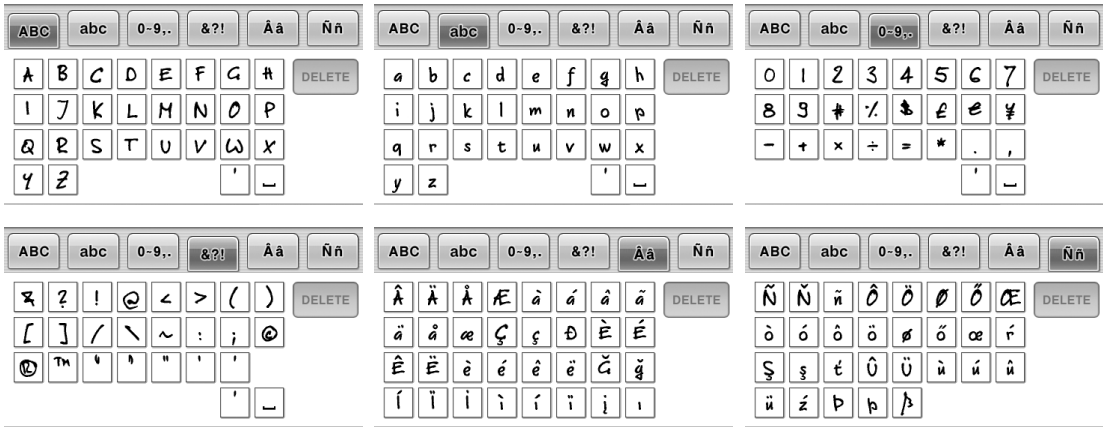 ABC abc 0~9,. &?! Ââ Ññ
A B C D E F G H DELETE
I J K L M N O P
Q R S T U V W X
Y Z ' ⎵
ABC abc 0~9,. &?! Ââ Ññ
a b c d e f g h DELETE
i j k l m n o p
q r s t u v w x
y z ' ⎵
ABC abc 0~9,. &?! Ââ Ññ
0 1 2 3 4 5 6 7 DELETE
8 9 # % $ £ € ¥
- + × ÷ = * . ,
' ⎵
ABC abc 0~9,. &?! Ââ Ññ
& ? ! @ < > ( ) DELETE
[ ] / \ ~ : ; ©
® ™ “ ” " ‘ ’
' ⎵
ABC abc 0~9,. &?! Ââ Ññ
Â Ä Å Æ à á â ã DELETE
ä å æ Ç ç Đ È É
Ê Ë è é ê ë Ğ ğ
Í Ï İ ì í ï į ı
ABC abc 0~9,. &?! Ââ Ññ
Ñ Ň ñ Ô Ö Ø Ő Œ DELETE
ò ó ô ö ø ő œ ŕ
Ş ş ť Û Ü ù ú û
ü ź Þ þ ß